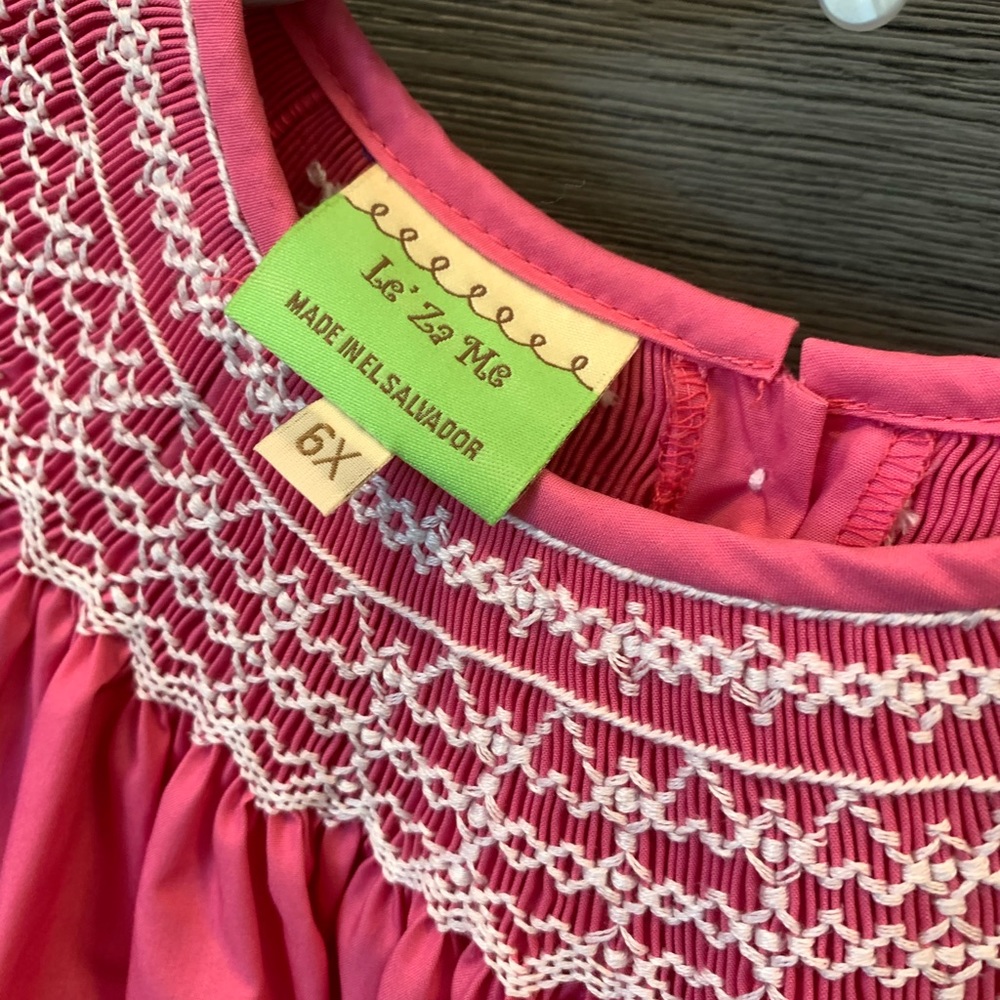 Le' Za Me
MADE IN EL SALVADOR
6X